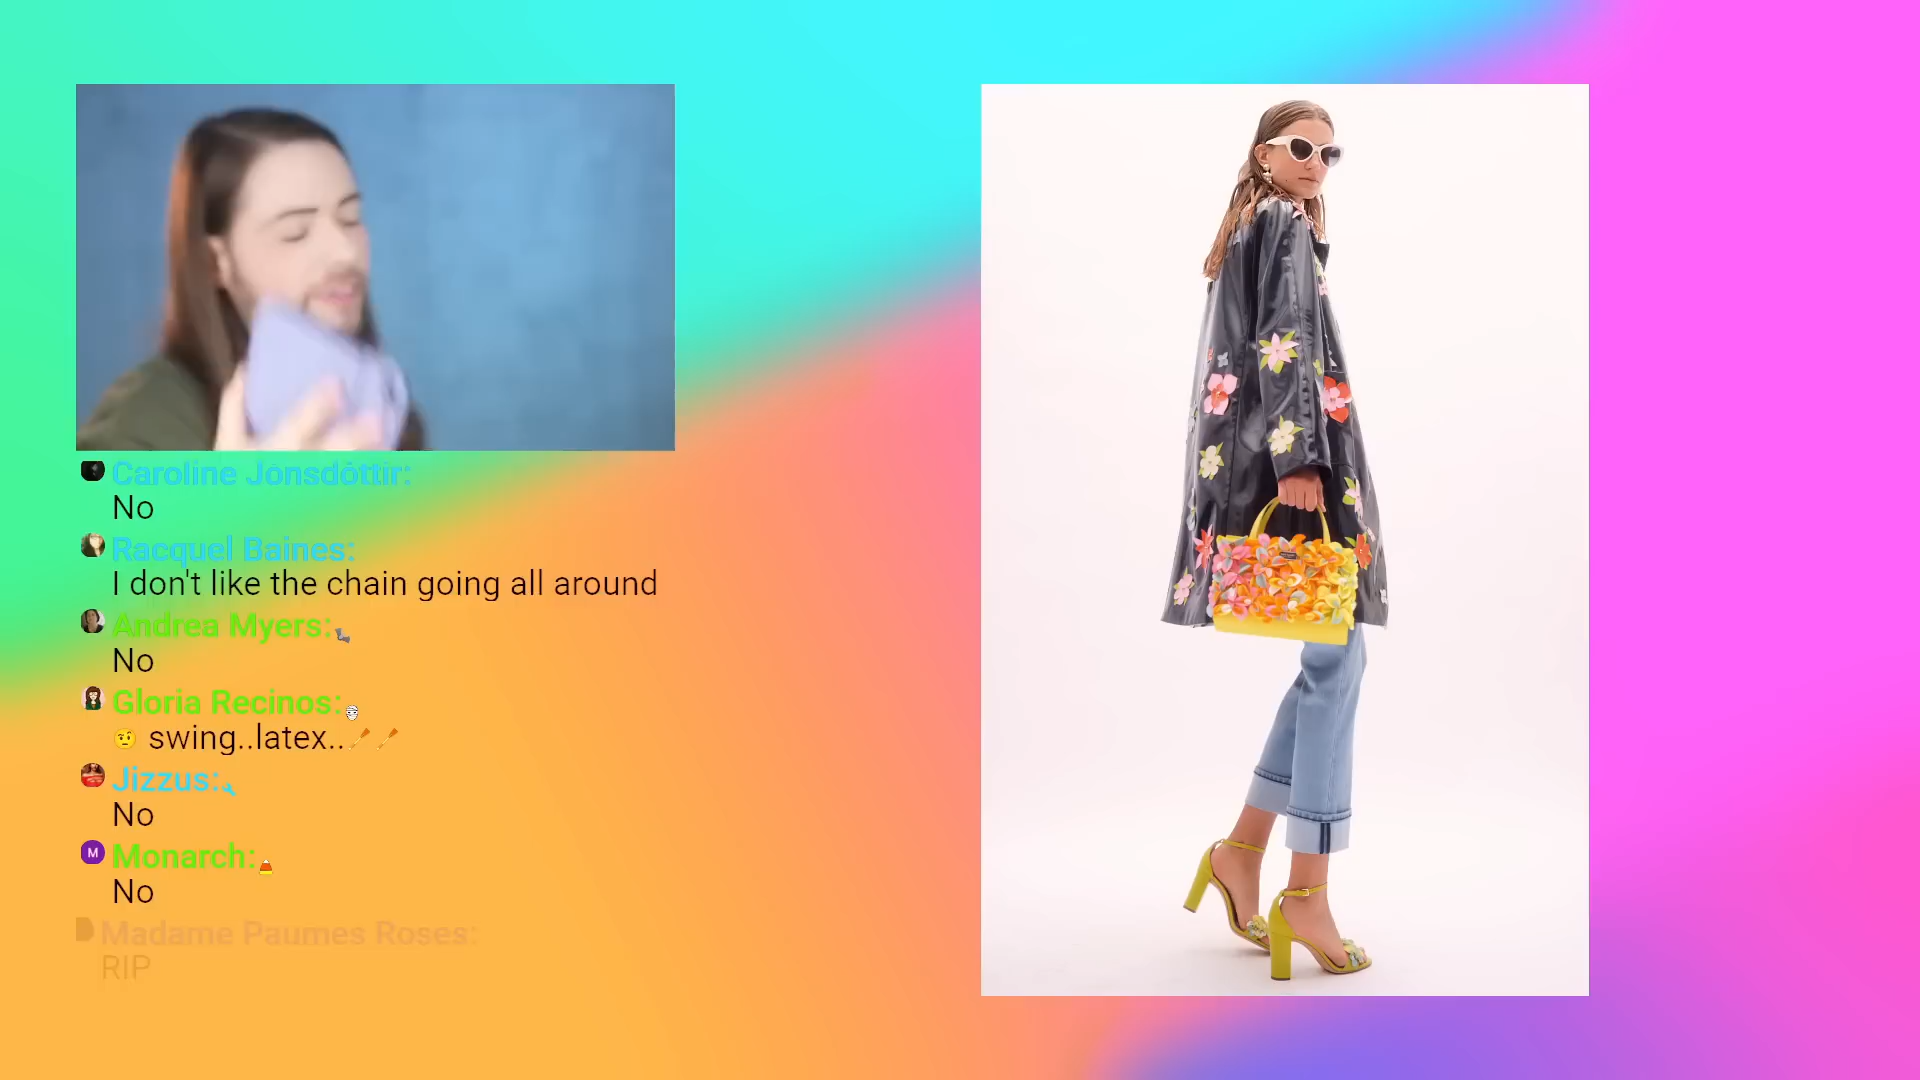 Caroline Jónsdóttir:
No
Racquel Baines:
I don't like the chain going all around
Andrea Myers:
No
Gloria Recinos:
🤨 swing..latex..
Jizzus:
No
M Monarch:
No
Madame Paumes Roses:
RIP